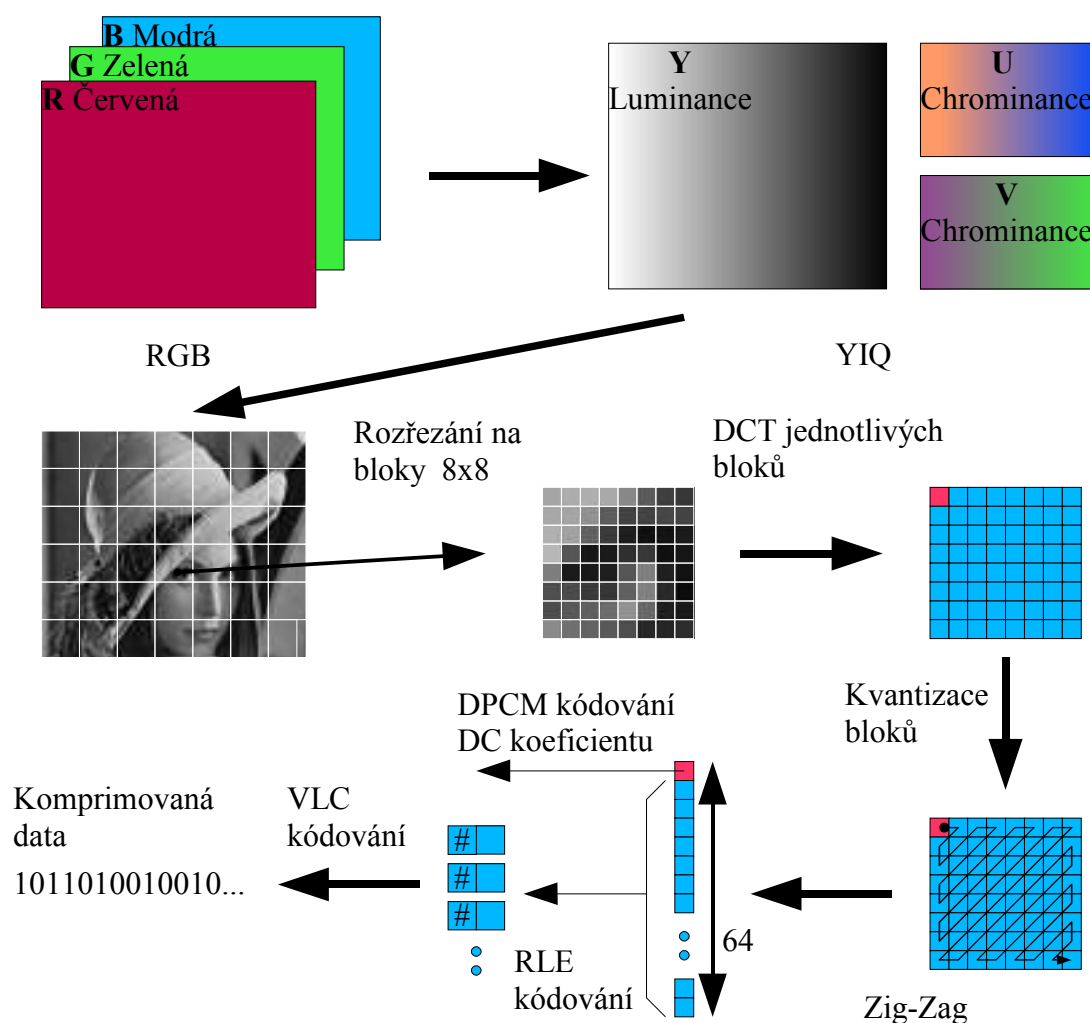 B Modrá
G Zelená
R Červená
Y
Luminance
U
Chrominance
V
Chrominance
RGB
YIQ
Rozřezání na
bloky 8x8
DCT jednotlivých
bloků
Kvantizace
bloků
DPCM kódování
DC koeficientu
Komprimovaná
data
1011010010010...
VLC
kódování
#
#
#
64
RLE
kódování
Zig-Zag